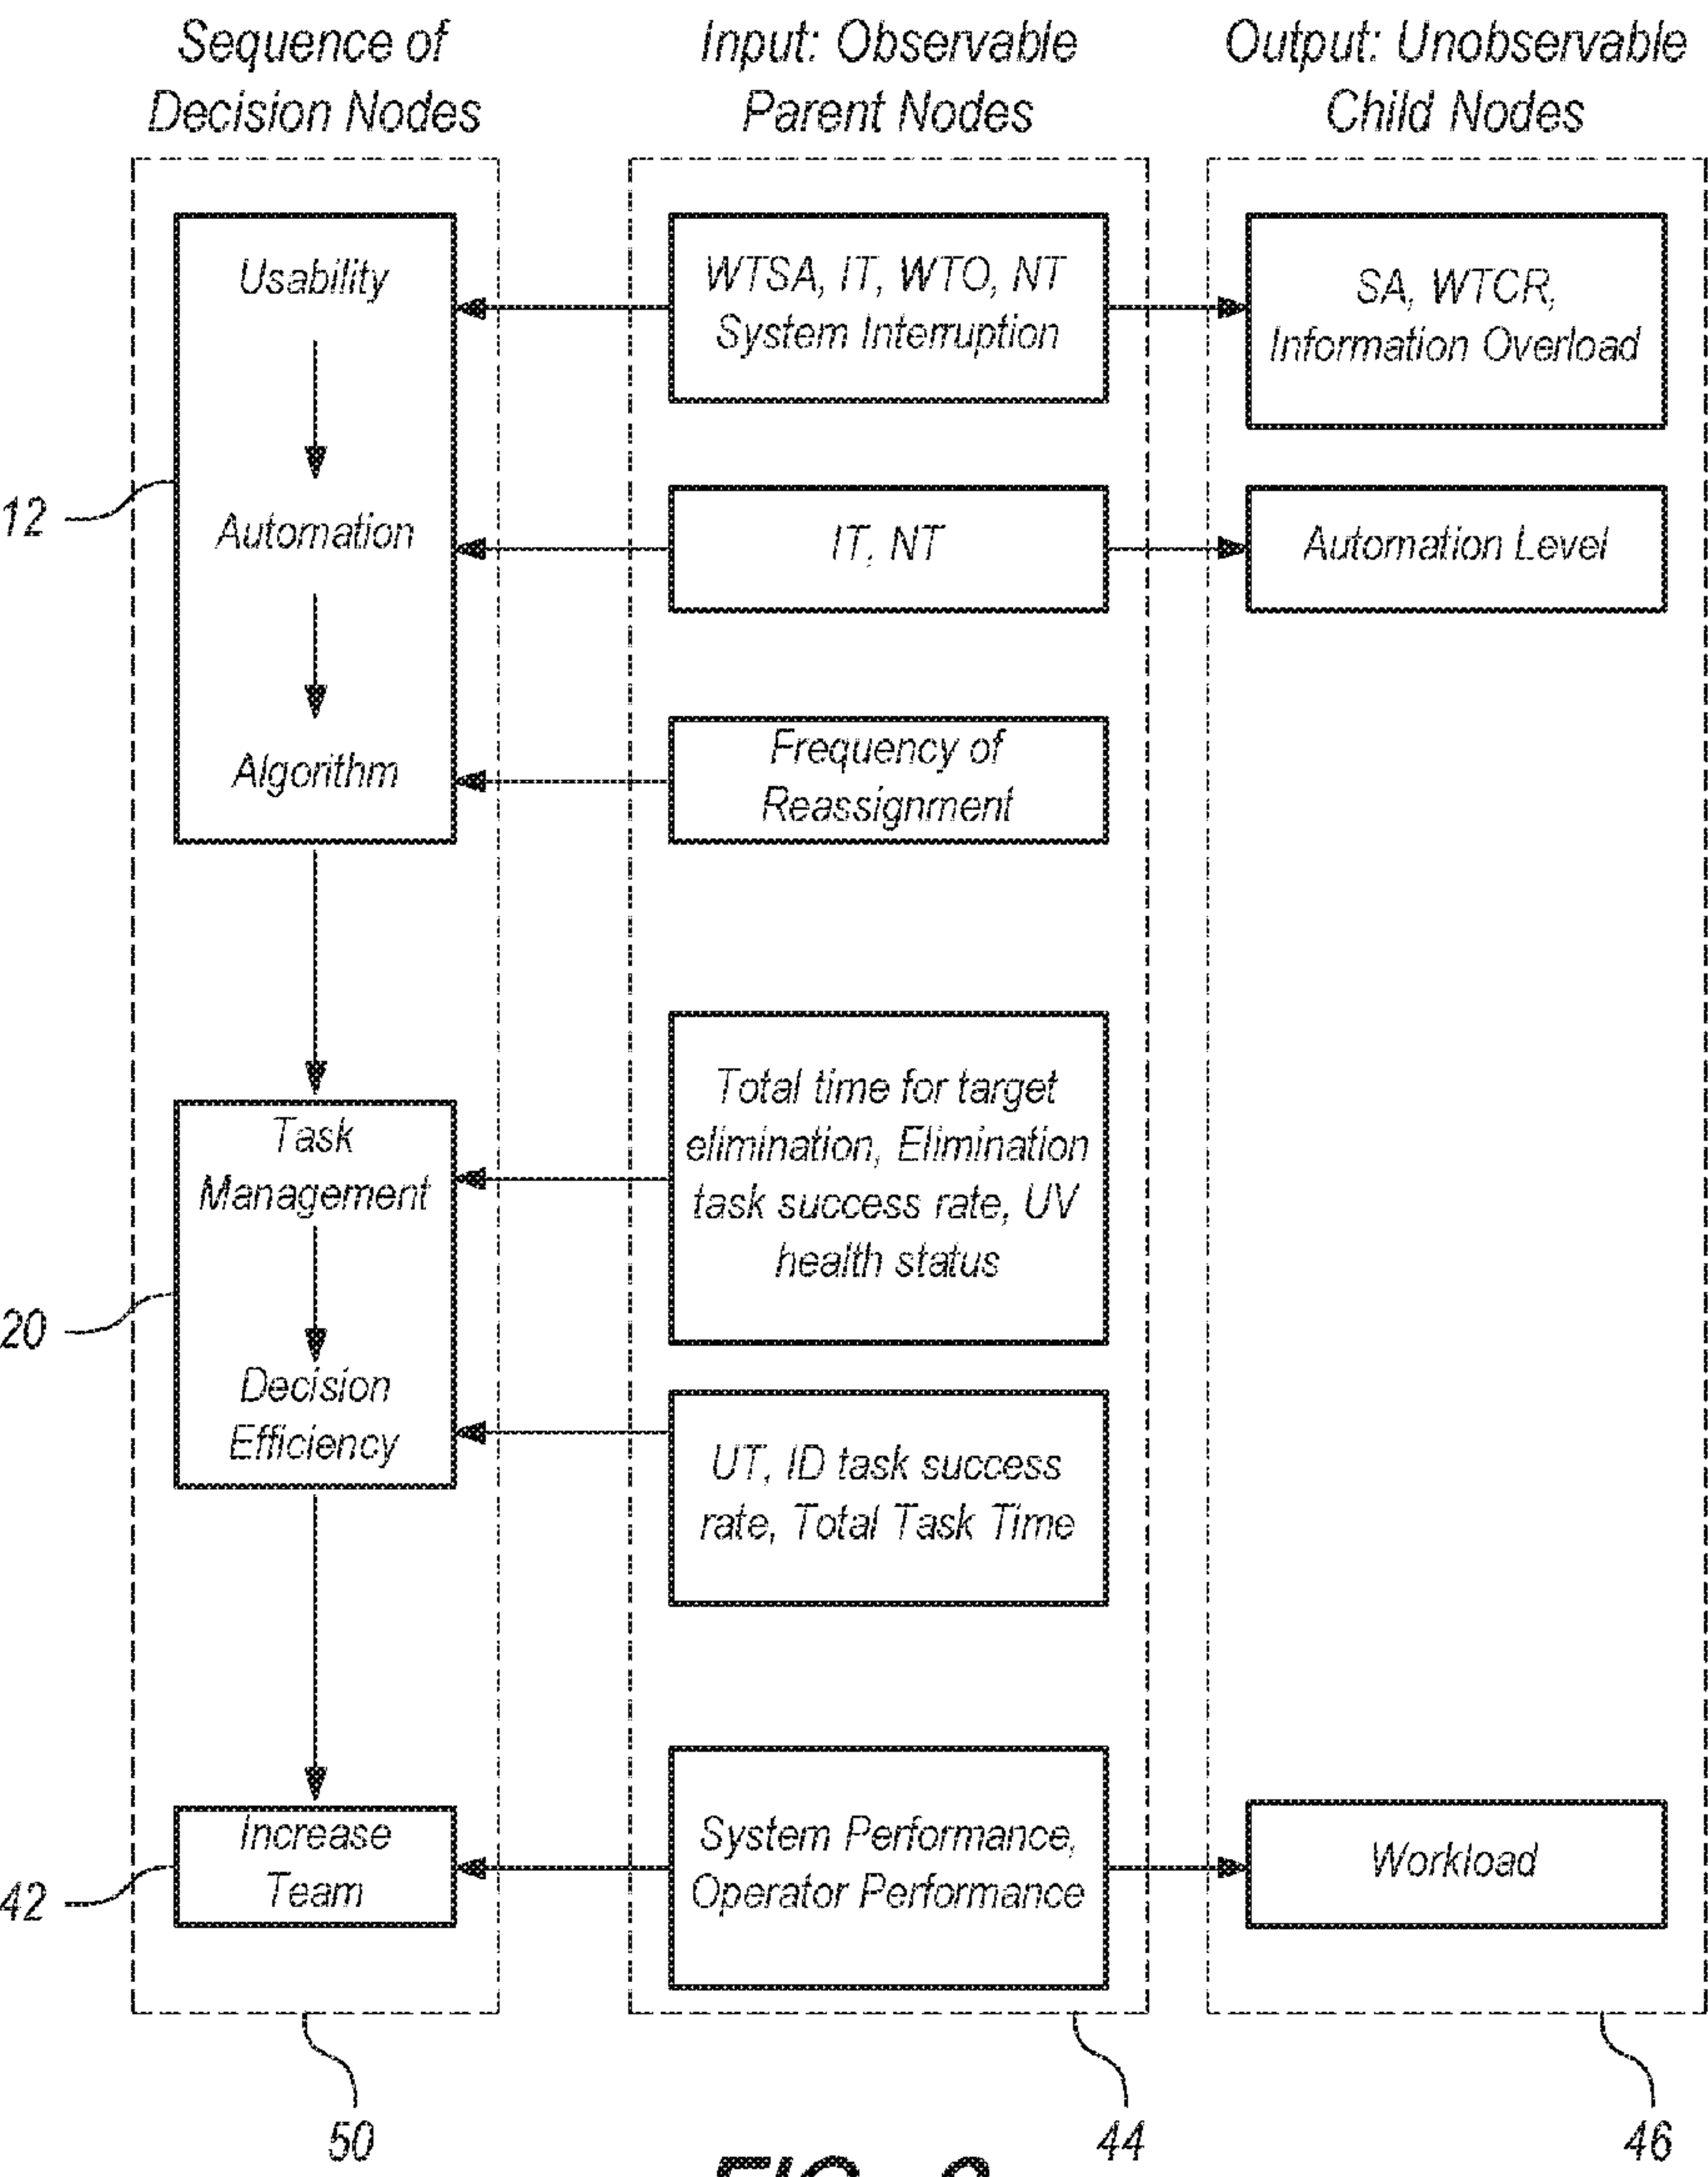 Sequence of
Decision Nodes
Input: Observable
Parent Nodes
Output: Unobservable
Child Nodes
Usability
Automation
Algorithm
12
WTSA, IT, WTO, NT
System Interruption
SA, WTCR,
Information Overload
IT, NT
Automation Level
Frequency of
Reassignment
Task
Management
Decision
Efficiency
20
Total time for target
elimination, Elimination
task success rate, UV
health status
UT, ID task success
rate, Total Task Time
Increase
Team
42
System Performance,
Operator Performance
Workload
50
44
46